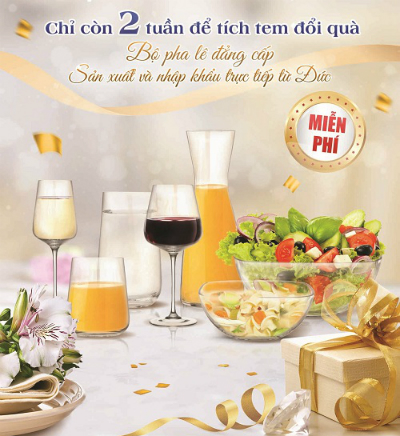 Chỉ còn 2 tuần để tích tem đổi quà
Bộ pha lê đẳng cấp
Sản xuất và nhập khẩu trực tiếp từ Đức
MIỄN
PHÍ